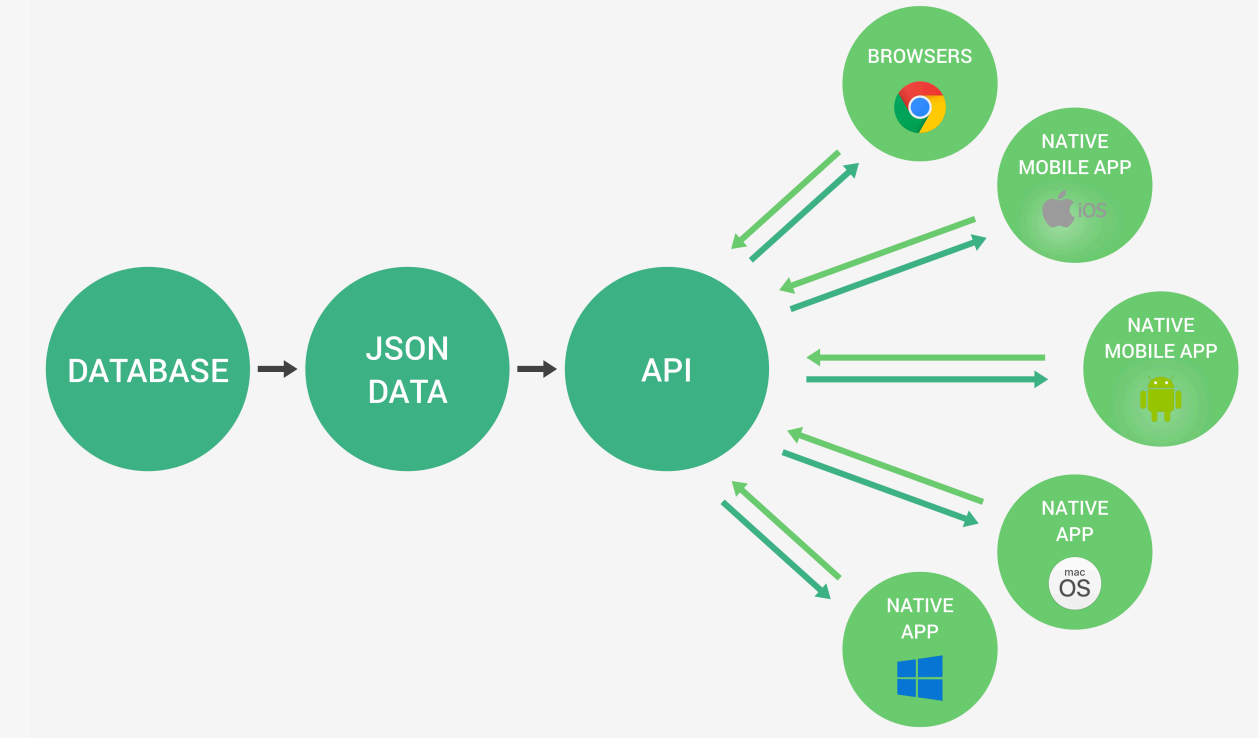 DATABASE
JSON
DATA
API
BROWSERS
NATIVE
MOBILE APP
iOS
NATIVE
MOBILE APP
NATIVE
APP
mac
OS
NATIVE
APP